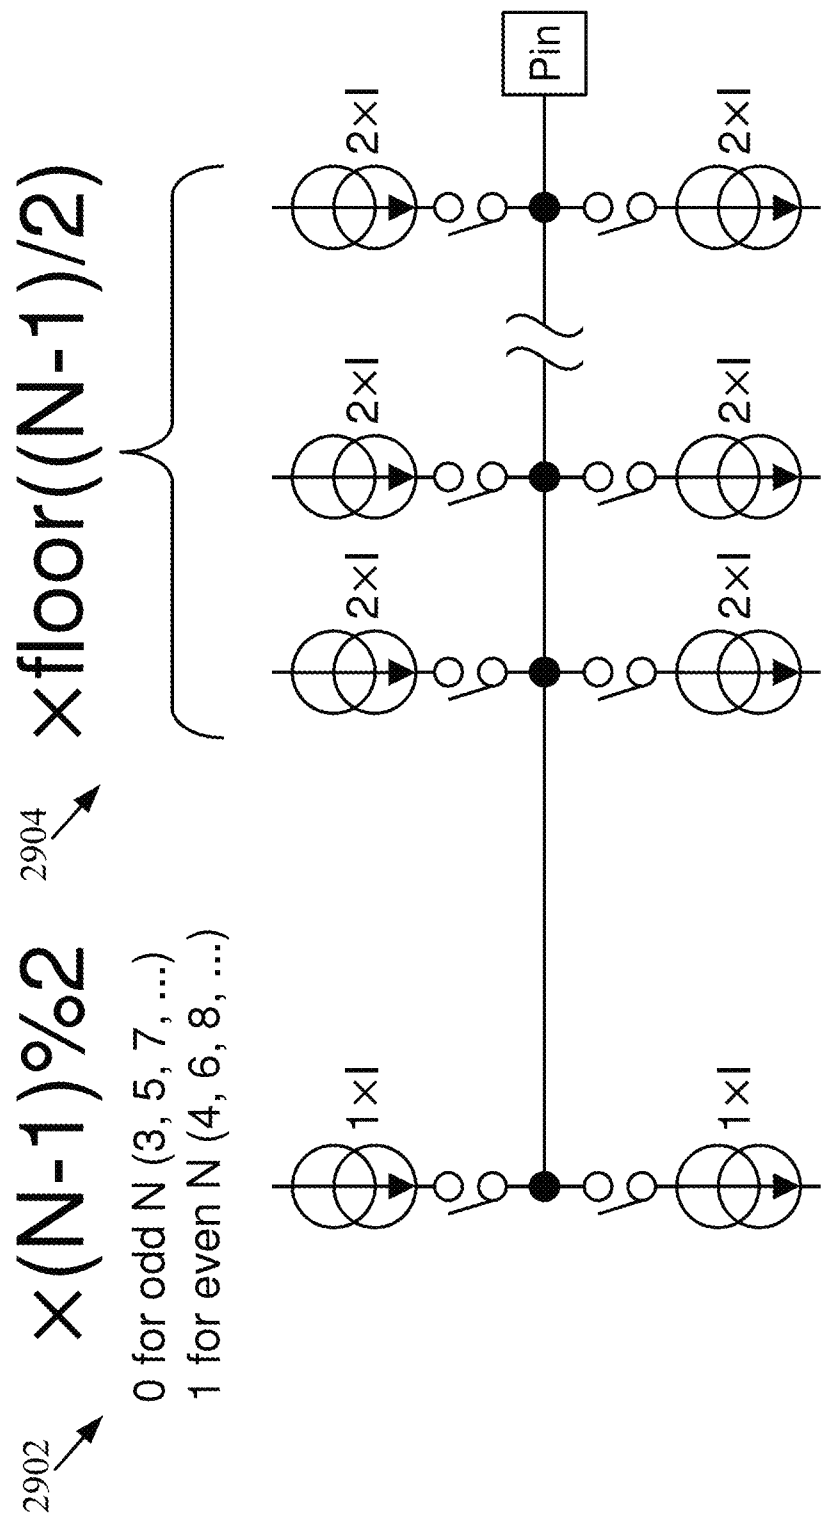 2902
×(N-1)%2
0 for odd N (3, 5, 7, ...)
1 for even N (4, 6, 8, ...)
2904
×floor((N-1)/2)
1×I
2×I
2×I
2×I
Pin
1×I
2×I
2×I
2×I